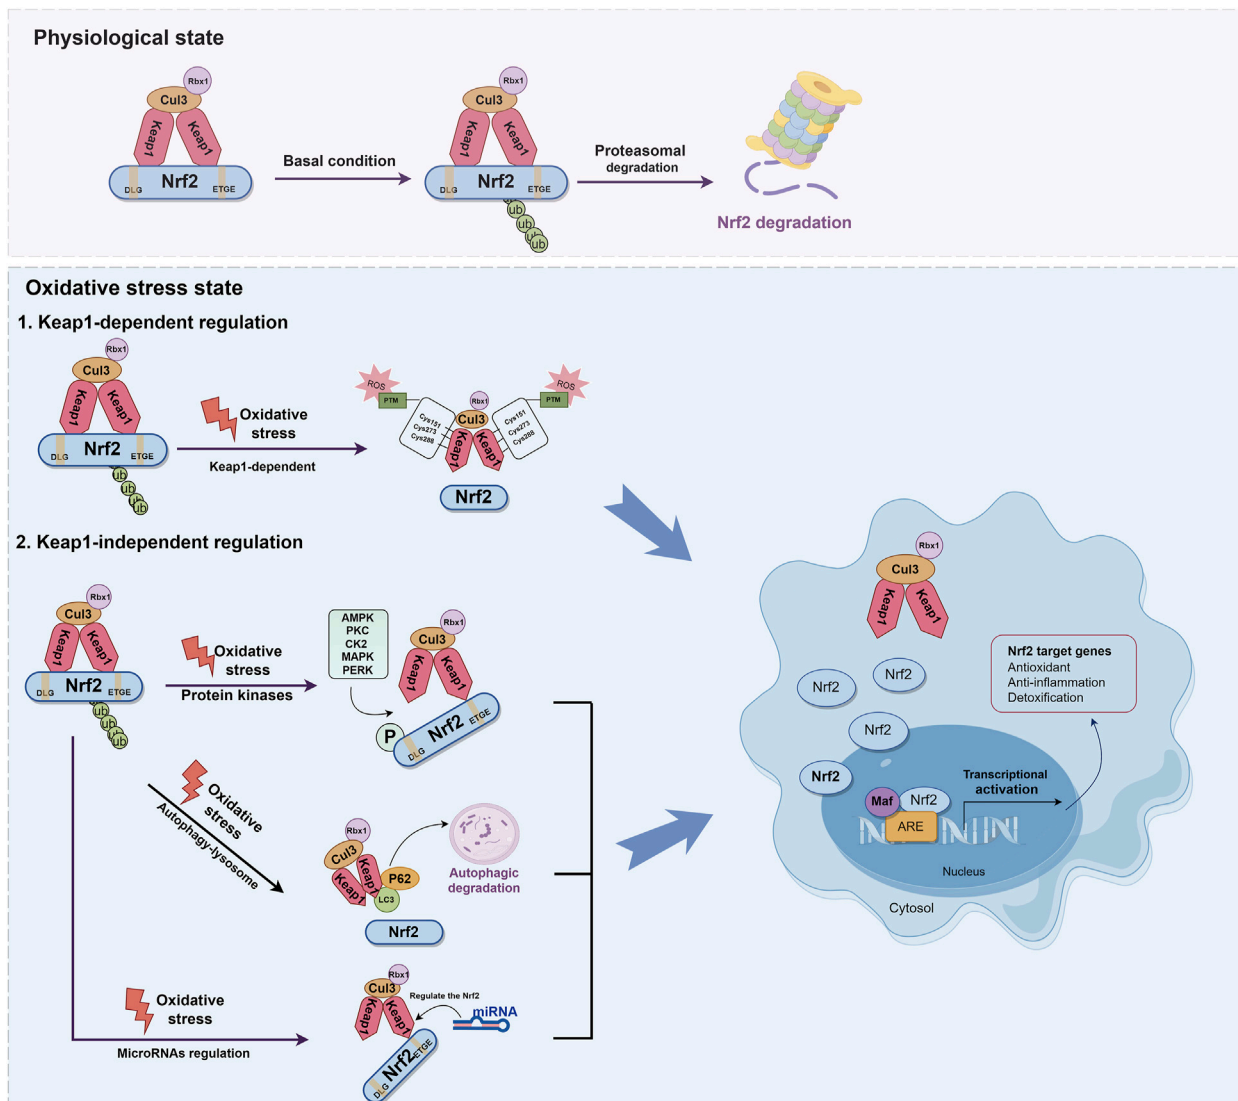 Physiological state
Rbx1
Cul3
Keap1
Keap1
Nrf2
DLG
ETGE
Basal condition
Rbx1
Cul3
Keap1
Keap1
Nrf2
DLG
ETGE
ub
ub
ub
ub
Proteasomal
degradation
Nrf2 degradation
Oxidative stress state
1. Keap1-dependent regulation
Rbx1
Cul3
Keap1
Keap1
Nrf2
DLG
ETGE
ub
ub
ub
ub
Oxidative
stress
Keap1-dependent
ROS
PTM
Cys151
Cys273
Cys288
Rbx1
Cul3
Keap1
Keap1
ROS
PTM
Cys151
Cys273
Cys288
Nrf2
2. Keap1-independent regulation
Rbx1
Cul3
Keap1
Keap1
Nrf2
DLG
ETGE
ub
ub
ub
ub
Oxidative
stress
Protein kinases
AMPK
PKC
CK2
MAPK
PERK
Rbx1
Cul3
Keap1
Keap1
P
Nrf2
DLG
ETGE
Oxidative
stress
Autophagy-lysosome
Rbx1
Cul3
Keap1
Keap1
P62
LC3
Autophagic
degradation
Nrf2
Oxidative
stress
MicroRNAs regulation
Rbx1
Cul3
Keap1
Keap1
Nrf2
DLG
ETGE
Regulate the Nrf2
miRNA
Rbx1
Cul3
Keap1
Keap1
Nrf2 target genes
Antioxidant
Anti-inflammation
Detoxification
Nrf2
Nrf2
Nrf2
Nrf2
Transcriptional
activation
Maf
Nrf2
ARE
Nucleus
Cytosol